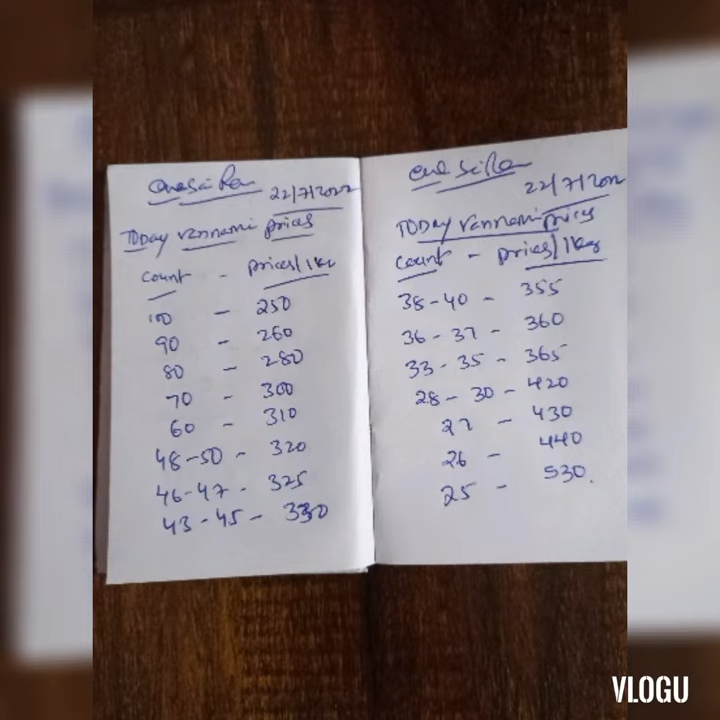 22/7/2022
TODay vannami prices
count - prices/1kg
100 - 250
90 - 260
80 - 280
70 - 300
60 - 310
48-50 - 320
46-47 - 325
43-45 - 330
22/7/2022
TODAY vannami prices
count - prices/1kg
38-40 - 355
36-37 - 360
33-35 - 365
28-30 - 420
27 - 430
26 - 440
25 - 530.
VLOGU